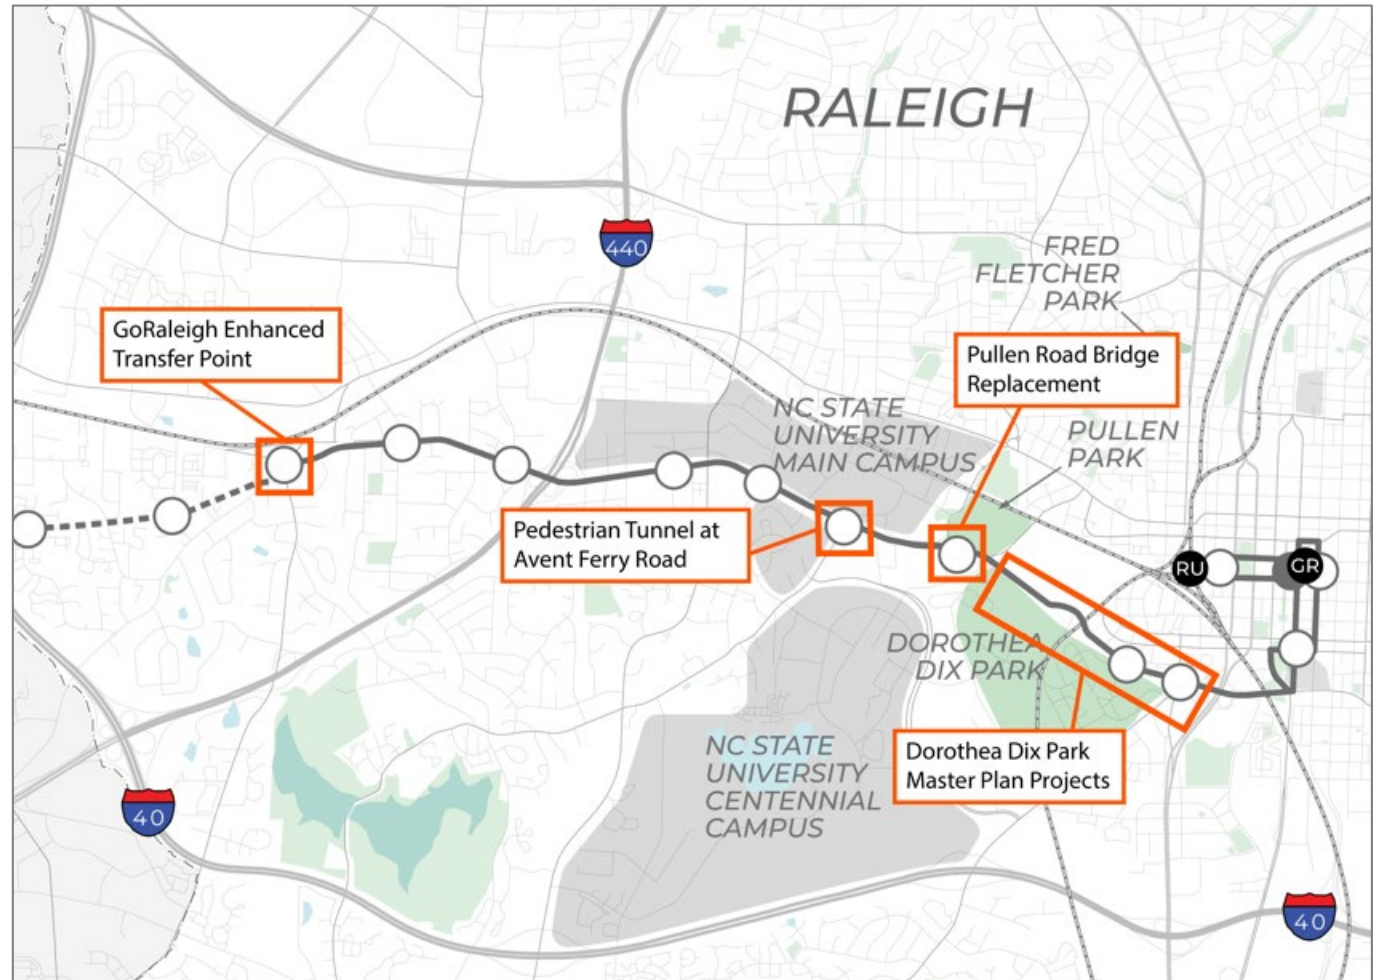 RALEIGH
440
FRED
FLETCHER
PARK
GoRaleigh Enhanced
Transfer Point
Pullen Road Bridge
Replacement
NC STATE
UNIVERSITY
MAIN CAMPUS
PULLEN
PARK
Pedestrian Tunnel at
Avent Ferry Road
RU
GR
DOROTHEA
DIX PARK
NC STATE
UNIVERSITY
CENTENNIAL
CAMPUS
Dorothea Dix Park
Master Plan Projects
40
40